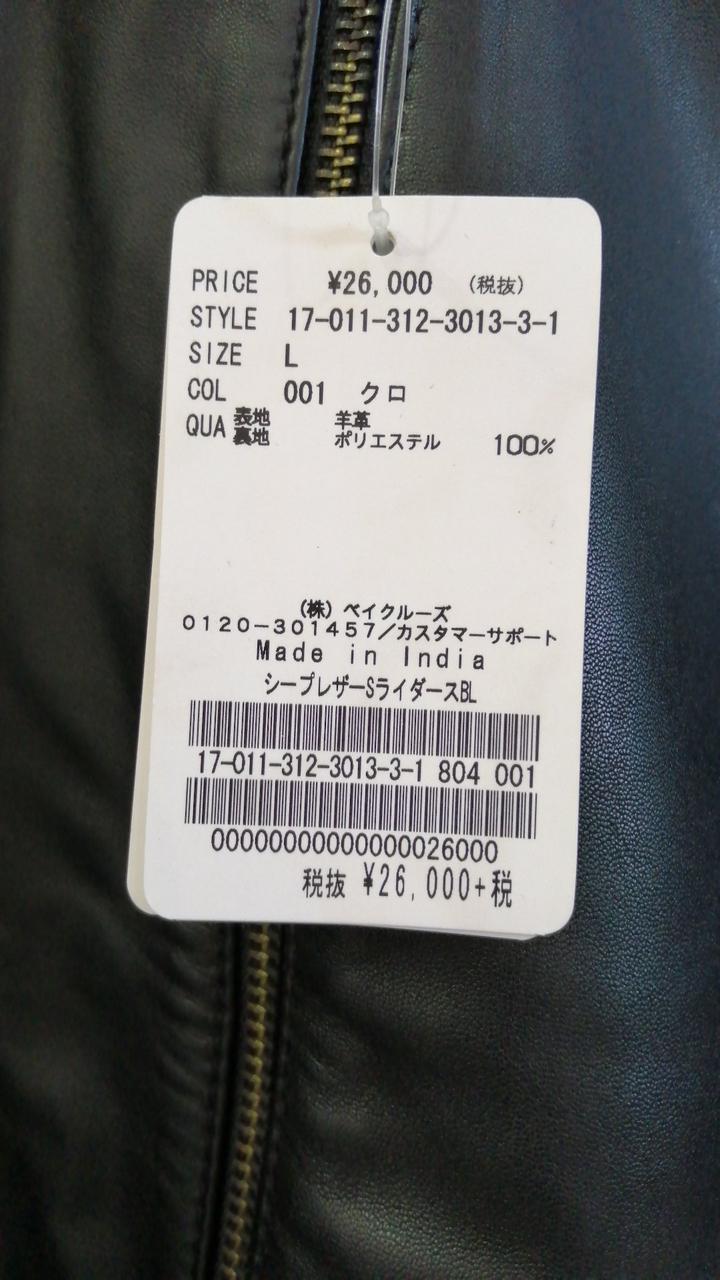 PRICE ¥26,000 (税抜)
STYLE 17-011-312-3013-3-1
SIZE L
COL 001 クロ
QUA 表地 羊革
裏地 ポリエステル 100%
(株) ベイクルーズ
0120-301457/カスタマーサポート
Made in India
シープレザーSライダースBL
17-011-312-3013-3-1 804 001
00000000000000026000
税抜 ¥26,000+税